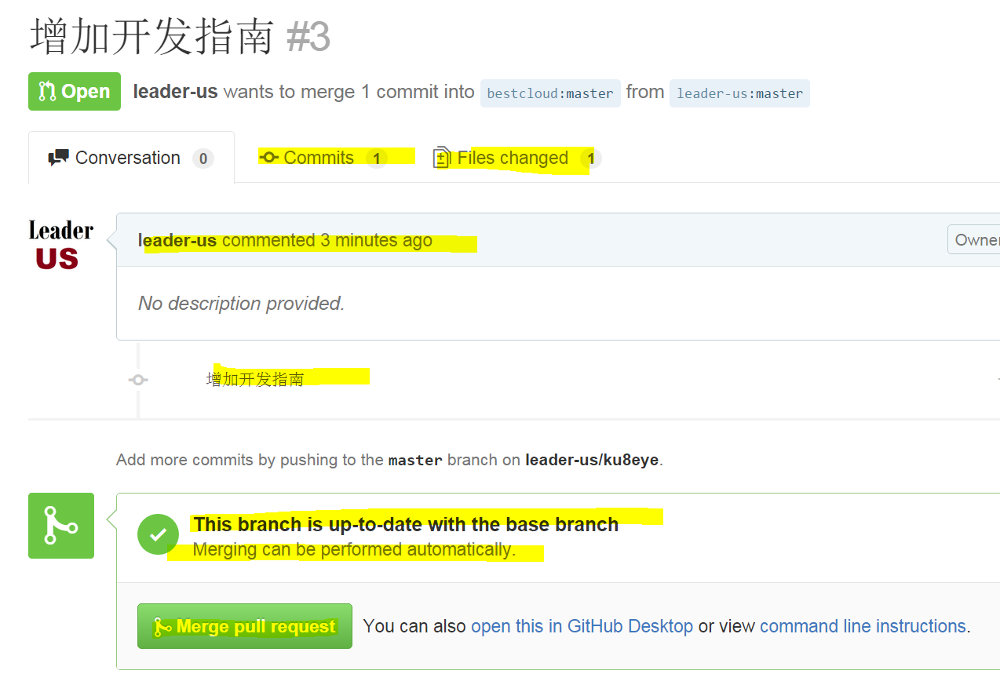 增加开发指南 #3
Open leader-us wants to merge 1 commit into bestcloud:master from leader-us:master
Conversation 0 Commits 1 Files changed 1
Leader
US
leader-us commented 3 minutes ago
No description provided.
增加开发指南
Add more commits by pushing to the master branch on leader-us/ku8eye.
This branch is up-to-date with the base branch
Merging can be performed automatically.
Merge pull request You can also open this in GitHub Desktop or view command line instructions.